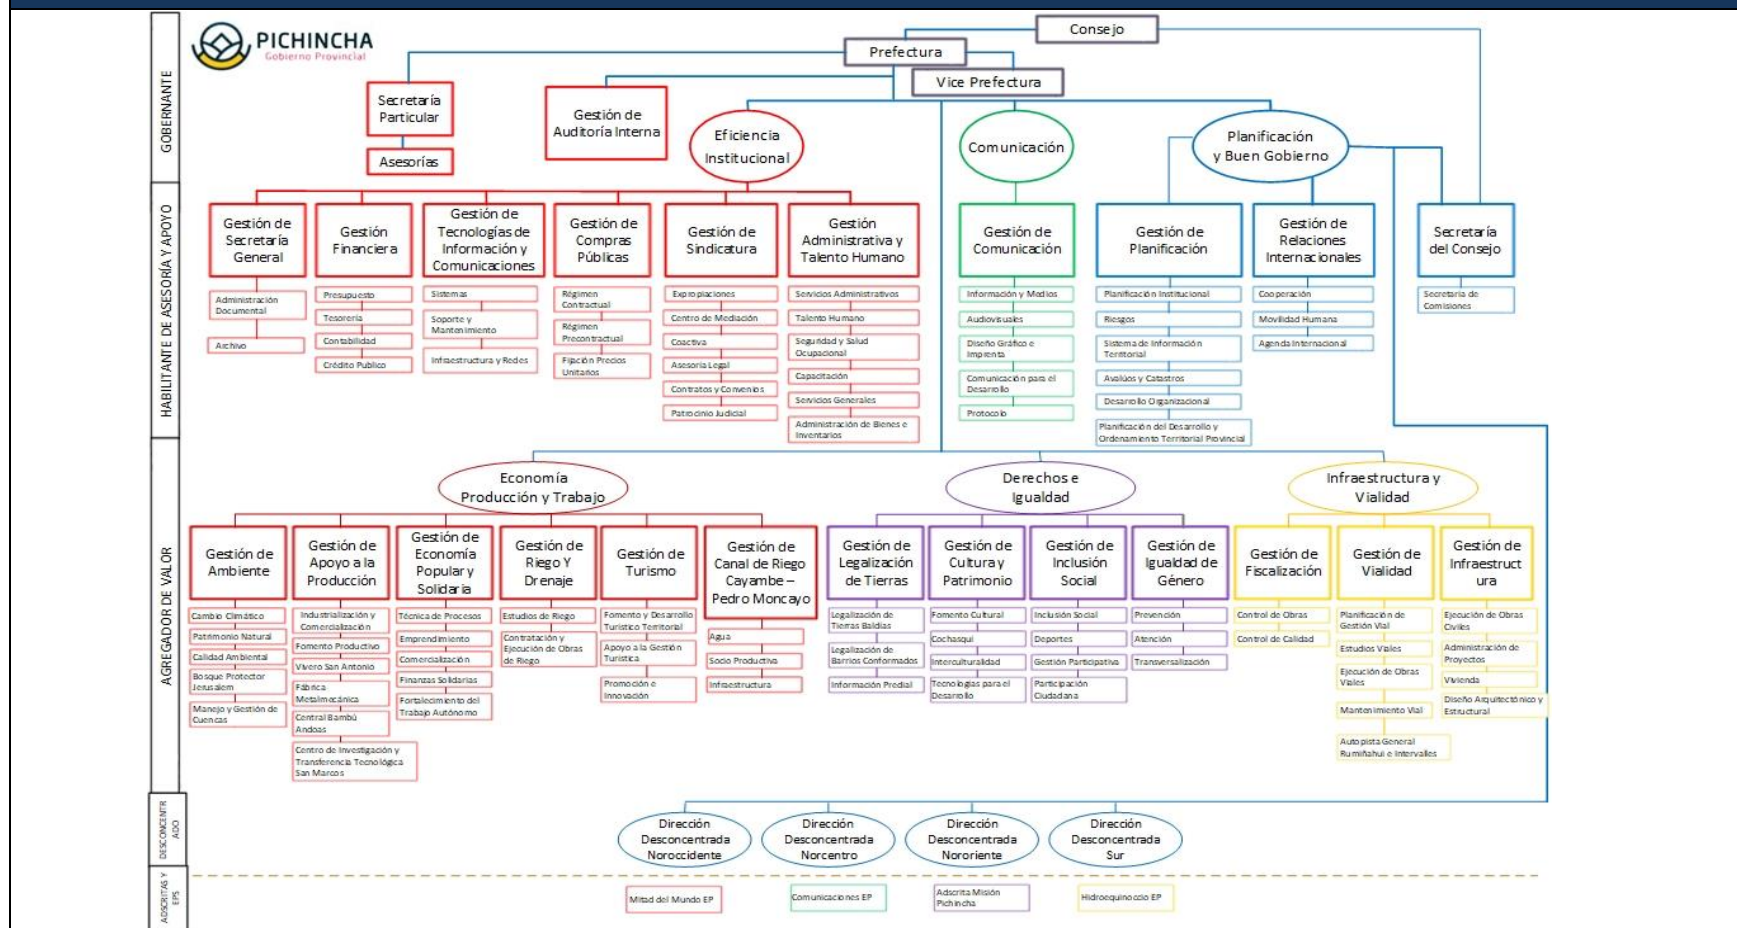 PICHINCHA
Gobierno Provincial
Consejo
Prefectura
Vice Prefectura
GOBERNANTE
Secretaría
Particular
Asesorías
Gestión de
Auditoría Interna
Eficiencia
Institucional
Comunicación
Planificación
y Buen Gobierno
HABILITANTE DE ASESORÍA Y APOYO
Gestión de
Secretaría
General
Administración
Documental
Archivo
Gestión
Financiera
Presupuesto
Tesorería
Contabilidad
Crédito Publico
Gestión de
Tecnologías de
Información y
Comunicaciones
Sistemas
Soporte y
Mantenimiento
Infraestructura y Redes
Gestión de
Compras
Públicas
Régimen
Contractual
Régimen
Precontractual
Fijación Precios
Unitarios
Gestión de
Sindicatura
Expropiaciones
Centro de Mediación
Coactiva
Asesoría Legal
Contratos y Convenios
Patrocinio Judicial
Gestión
Administrativa y
Talento Humano
Servicios Administrativos
Talento Humano
Seguridad y Salud
Ocupacional
Capacitación
Servicios Generales
Administración de Bienes e
Inventarios
Gestión de
Comunicación
Información y Medios
Audiovisuales
Diseño Gráfico e
Imprenta
Comunicación para el
Desarrollo
Protocolo
Gestión de
Planificación
Planificación Institucional
Riesgos
Sistema de Información
Territorial
Avalúos y Catastros
Desarrollo Organizacional
Planificación del Desarrollo y
Ordenamiento Territorial Provincial
Gestión de
Relaciones
Internacionales
Cooperación
Movilidad Humana
Agenda Internacional
Secretaría
del Consejo
Secretaría de
Comisiones
AGREGADOR DE VALOR
Economía
Producción y Trabajo
Derechos e
Igualdad
Infraestructura y
Vialidad
Gestión de
Ambiente
Cambio Climático
Patrimonio Natural
Calidad Ambiental
Bosque Protector
Jerusalem
Manejo y Gestión de
Cuencas
Gestión de
Apoyo a la
Producción
Industrialización y
Comercialización
Fomento Productivo
Vivero San Antonio
Fábrica
Metalmecánica
Central Bambú
Andoas
Centro de Investigación y
Transferencia Tecnológica
San Marcos
Gestión de
Economía
Popular y
Solidaria
Técnica de Procesos
Emprendimiento
Comercialización
Finanzas Solidarias
Fortalecimiento del
Trabajo Autónomo
Gestión de
Riego Y
Drenaje
Estudios de Riego
Contratación y
Ejecución de Obras
de Riego
Gestión de
Turismo
Fomento y Desarrollo
Turístico Territorial
Apoyo a la Gestión
Turística
Promoción e
Innovación
Gestión de
Canal de Riego
Cayambe –
Pedro Moncayo
Agua
Socio Productiva
Infraestructura
Gestión de
Legalización
de Tierras
Legalización de
Tierras Baldías
Legalización de
Barrios Conformados
Información Predial
Gestión de
Cultura y
Patrimonio
Fomento Cultural
Cochasquí
Interculturalidad
Tecnologías para el
Desarrollo
Gestión de
Inclusión
Social
Inclusión Social
Deportes
Gestión Participativa
Participación
Ciudadana
Gestión de
Igualdad de
Género
Prevención
Atención
Transversalización
Gestión de
Fiscalización
Control de Obras
Control de Calidad
Gestión de
Vialidad
Planificación de
Gestión Vial
Estudios Viales
Ejecución de Obras
Viales
Mantenimiento Vial
Autopista General
Rumiñahui e Intervalles
Gestión de
Infraestruct
ura
Ejecución de Obras
Civiles
Administración de
Proyectos
Vivienda
Diseño Arquitectónico y
Estructural
DESCONCENTR
ADO
Dirección
Desconcentrada
Noroccidente
Dirección
Desconcentrada
Norcentro
Dirección
Desconcentrada
Nororiente
Dirección
Desconcentrada
Sur
ADSCRITAS Y
EPS
Mitad del Mundo EP
Comunicaciones EP
Adscrita Misión
Pichincha
Hidroequinoccio EP